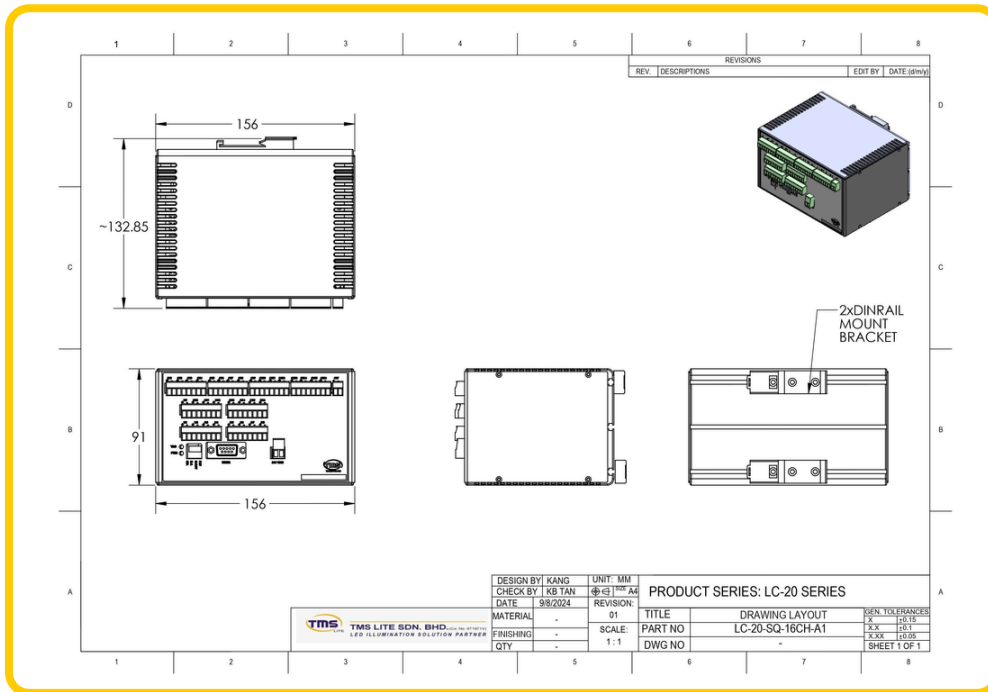 1 2 3 4 5 6 7 8
REVISIONS
REV. DESCRIPTIONS EDIT BY DATE:(d/m/y)
D D
156
~132.85
C C
2xDINRAIL
MOUNT
BRACKET
B B
91
156
A A
DESIGN BY KANG UNIT: MM
CHECK BY KB TAN SIZE A4
PRODUCT SERIES: LC-20 SERIES
DATE 9/8/2024 REVISION:
01
MATERIAL -
TITLE DRAWING LAYOUT
GEN. TOLERANCES
X ±0.15
X.X ±0.1
X.XX ±0.05
PART NO LC-20-SQ-16CH-A1
FINISHING - SCALE:
1 : 1
QTY -
DWG NO -
SHEET 1 OF 1
TMS LITE
TMS LITE SDN. BHD.
LED ILLUMINATION SOLUTION PARTNER
1 2 3 4 5 6 7 8